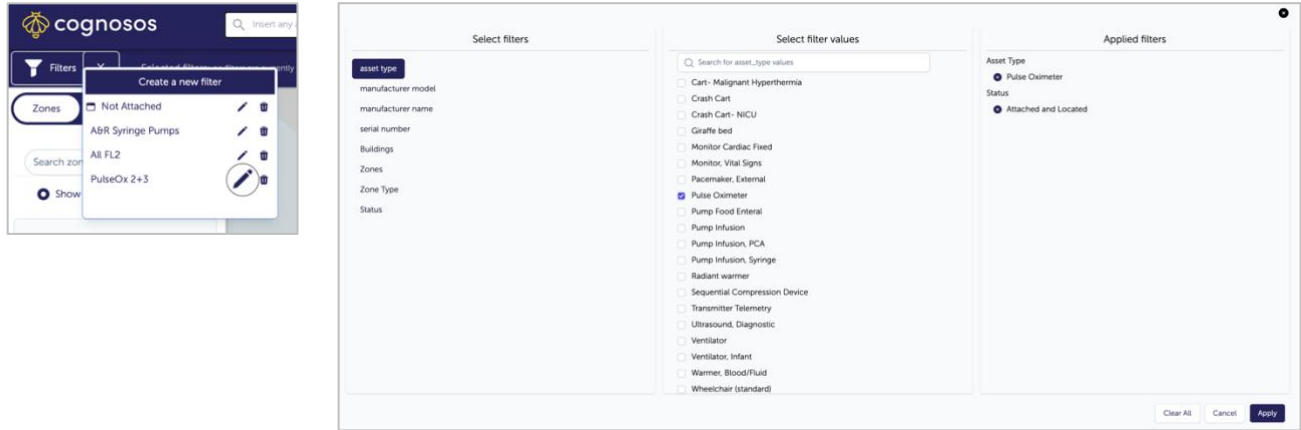 cognosos
Insert any
Filters
Create a new filter
Zones
Not Attached
A&R Syringe Pumps
All FL2
Search zon
PulseOx 2+3
Show
Select filters
asset type
manufacturer model
manufacturer name
serial number
Buildings
Zones
Zone Type
Status
Select filter values
Search for asset_type values
Cart- Malignant Hyperthermia
Crash Cart
Crash Cart- NICU
Giraffe bed
Monitor Cardiac Fixed
Monitor, Vital Signs
Pacemaker, External
Pulse Oximeter
Pump Food Enteral
Pump Infusion
Pump Infusion, PCA
Pump Infusion, Syringe
Radiant warmer
Sequential Compression Device
Transmitter Telemetry
Ultrasound, Diagnostic
Ventilator
Ventilator, Infant
Warmer, Blood/Fluid
Wheelchair (standard)
Applied filters
Asset Type
Pulse Oximeter
Status
Attached and Located
Clear All Cancel Apply